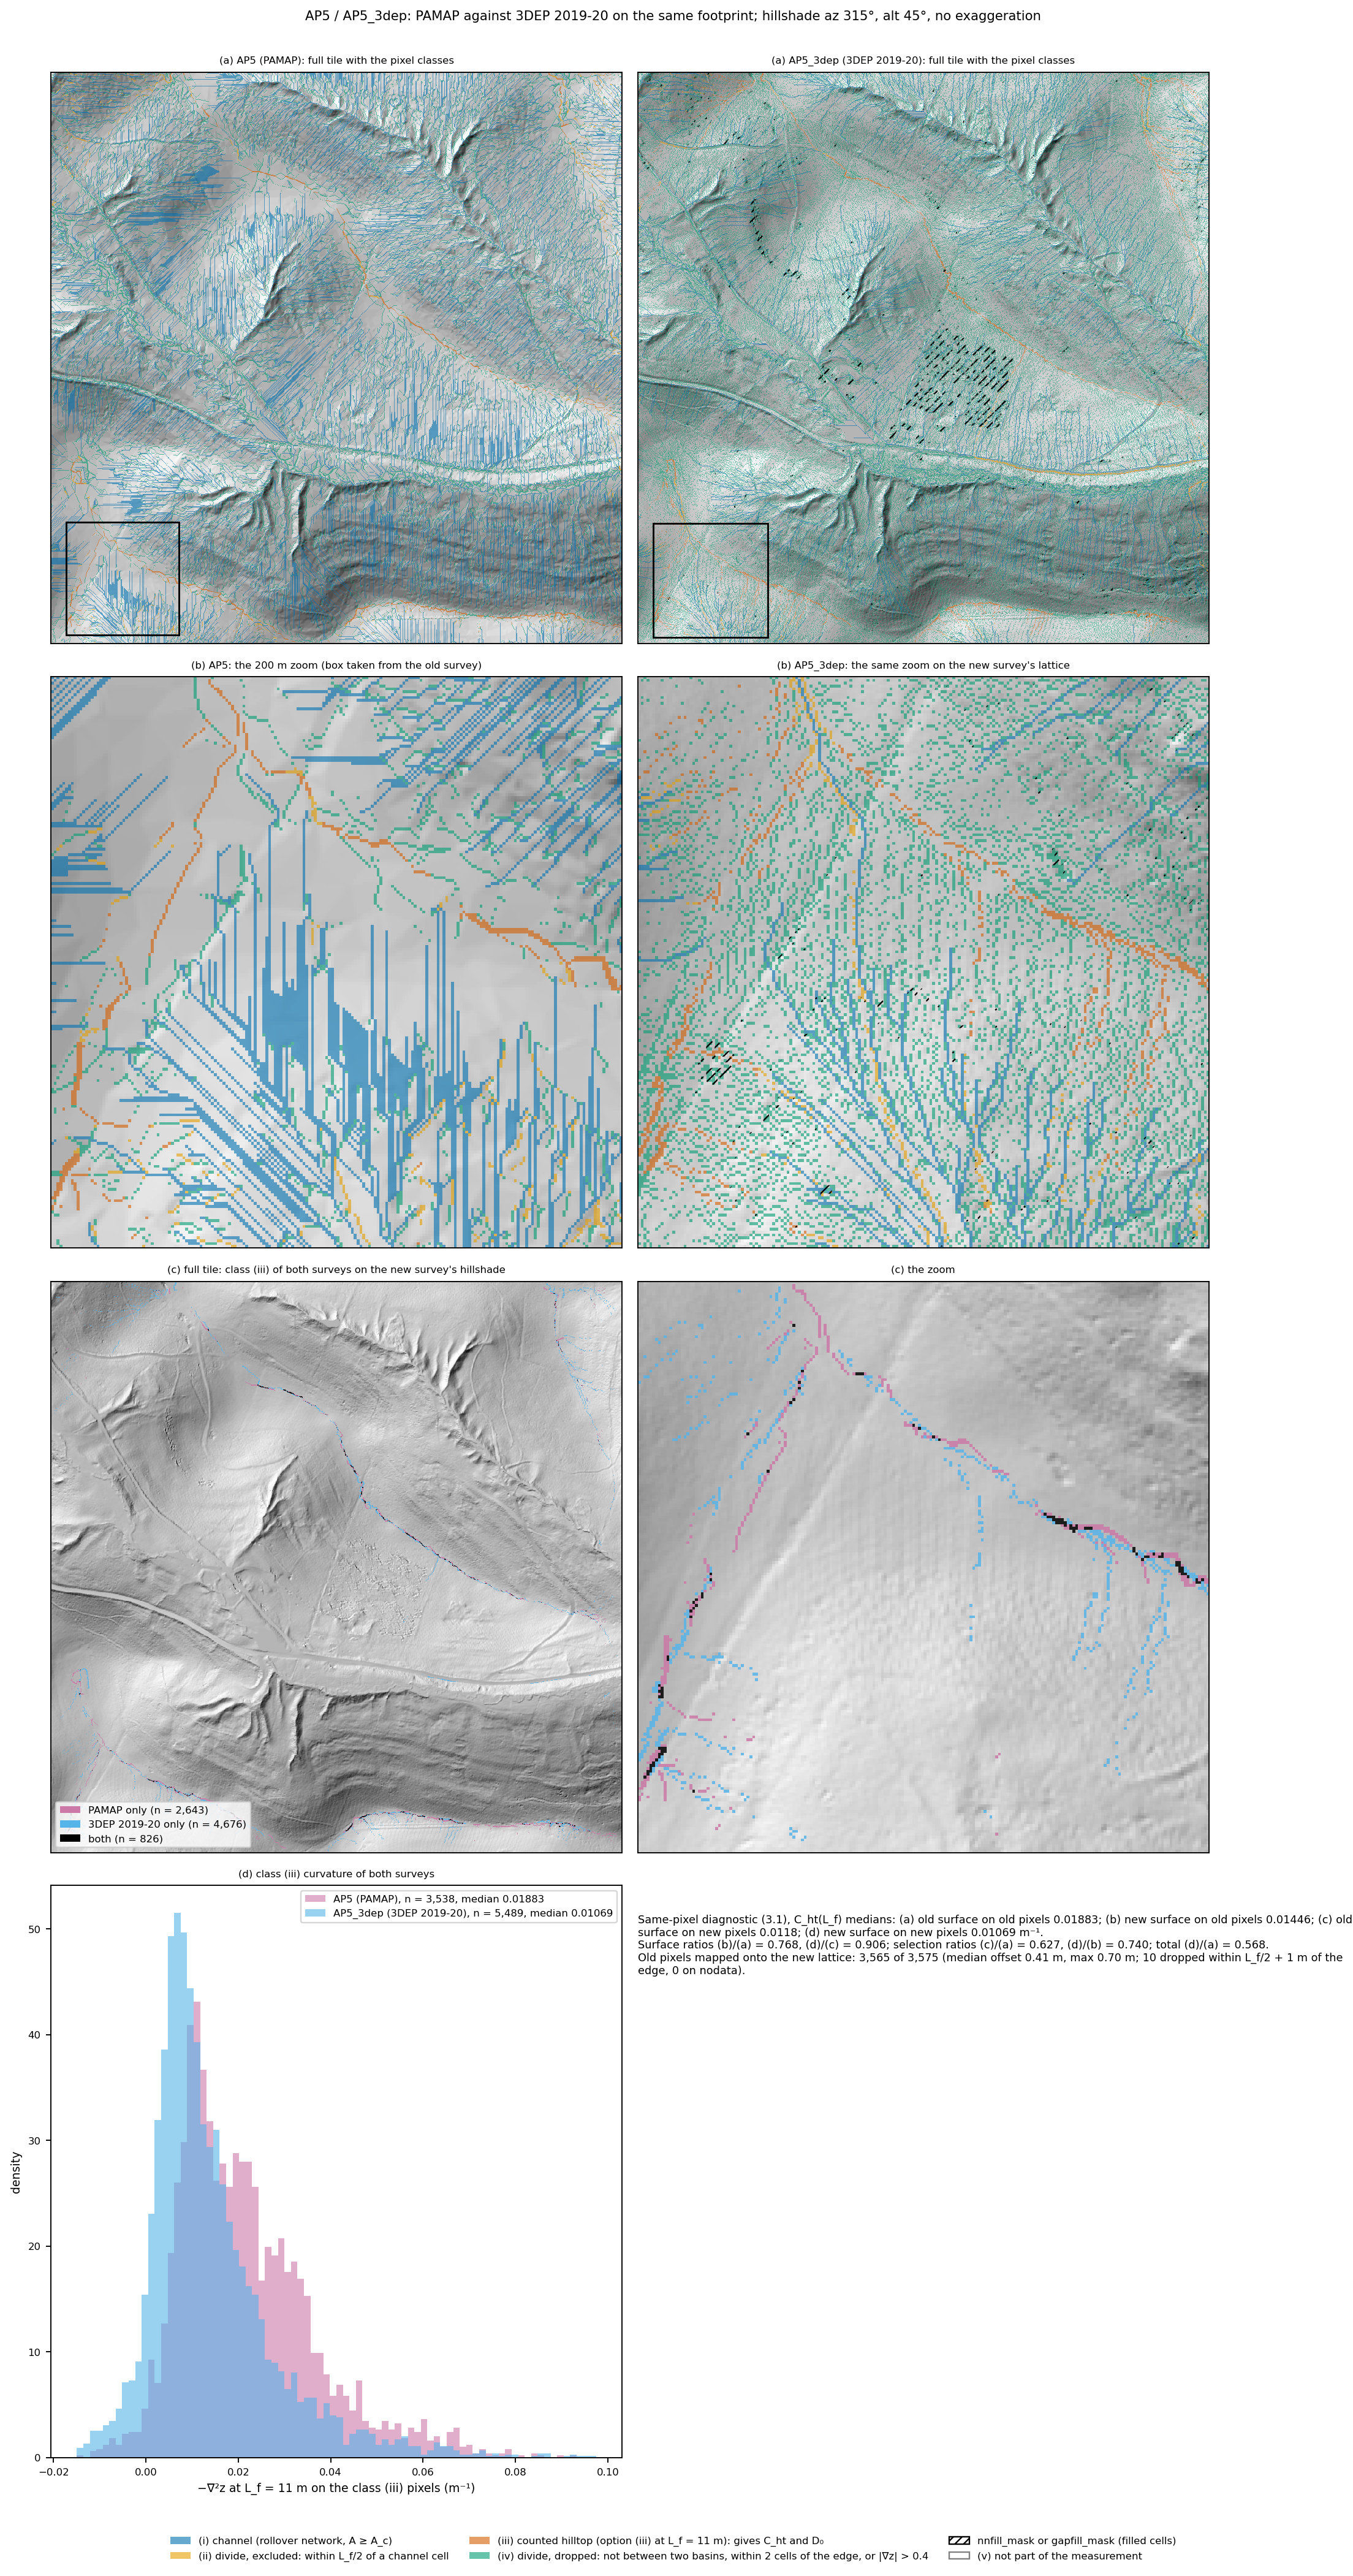 AP5 / AP5_3dep: PAMAP against 3DEP 2019-20 on the same footprint; hillshade az 315°, alt 45°, no exaggeration
(a) AP5 (PAMAP): full tile with the pixel classes
(a) AP5_3dep (3DEP 2019-20): full tile with the pixel classes
(b) AP5: the 200 m zoom (box taken from the old survey)
(b) AP5_3dep: the same zoom on the new survey's lattice
(c) full tile: class (iii) of both surveys on the new survey's hillshade
(c) the zoom
PAMAP only (n = 2,643)
3DEP 2019-20 only (n = 4,676)
both (n = 826)
(d) class (iii) curvature of both surveys
AP5 (PAMAP), n = 3,538, median 0.01883
AP5_3dep (3DEP 2019-20), n = 5,489, median 0.01069
density
50
40
30
20
10
0
−0.02
0.00
0.02
0.04
0.06
0.08
0.10
−∇²z at L_f = 11 m on the class (iii) pixels (m⁻¹)
Same-pixel diagnostic (3.1), C_ht(L_f) medians: (a) old surface on old pixels 0.01883; (b) new surface on old pixels 0.01446; (c) old
surface on new pixels 0.0118; (d) new surface on new pixels 0.01069 m⁻¹.
Surface ratios (b)/(a) = 0.768, (d)/(c) = 0.906; selection ratios (c)/(a) = 0.627, (d)/(b) = 0.740; total (d)/(a) = 0.568.
Old pixels mapped onto the new lattice: 3,565 of 3,575 (median offset 0.41 m, max 0.70 m; 10 dropped within L_f/2 + 1 m of the
edge, 0 on nodata).
(i) channel (rollover network, A ≥ A_c)
(ii) divide, excluded: within L_f/2 of a channel cell
(iii) counted hilltop (option (iii) at L_f = 11 m): gives C_ht and D₀
(iv) divide, dropped: not between two basins, within 2 cells of the edge, or |∇z| > 0.4
nnfill_mask or gapfill_mask (filled cells)
(v) not part of the measurement